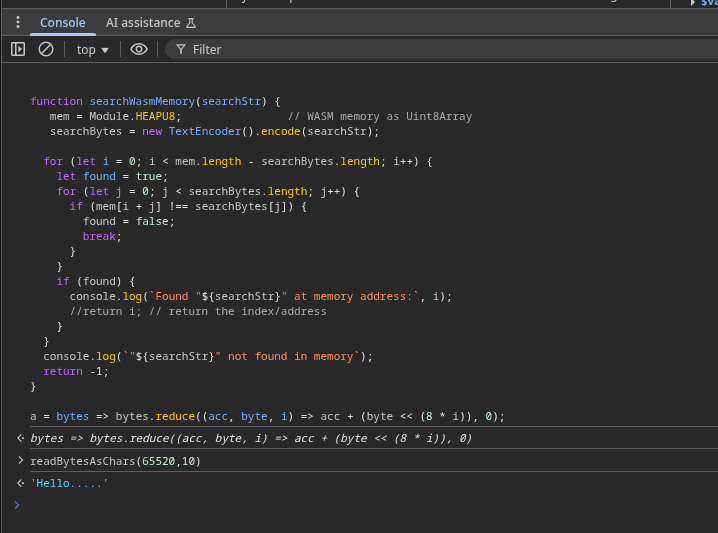 Console AI assistance
top Filter
function searchWasmMemory(searchStr) {
   mem = Module.HEAPU8;                // WASM memory as Uint8Array
   searchBytes = new TextEncoder().encode(searchStr);

  for (let i = 0; i < mem.length - searchBytes.length; i++) {
    let found = true;
    for (let j = 0; j < searchBytes.length; j++) {
      if (mem[i + j] !== searchBytes[j]) {
        found = false;
        break;
      }
    }
    if (found) {
      console.log(`Found "${searchStr}" at memory address:`, i);
      //return i; // return the index/address
    }
  }
  console.log(`"${searchStr}" not found in memory`);
  return -1;
}

a = bytes => bytes.reduce((acc, byte, i) => acc + (byte << (8 * i)), 0);
bytes => bytes.reduce((acc, byte, i) => acc + (byte << (8 * i)), 0)
readBytesAsChars(65520,10)
'Hello.....'